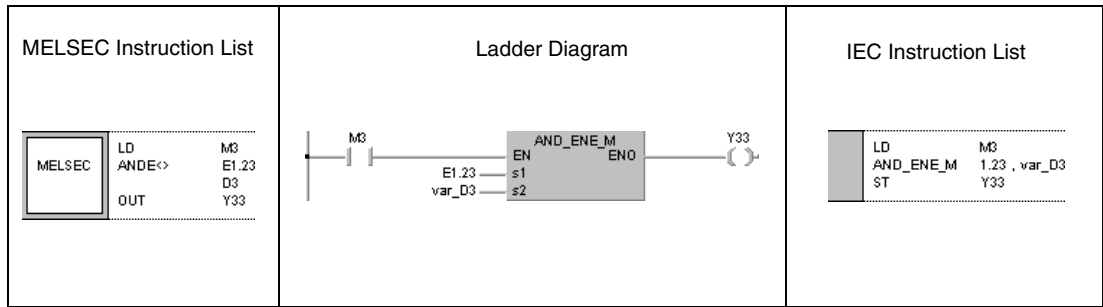 MELSEC Instruction List
MELSEC
LD M3
ANDE<> E1.23
D3
OUT Y33
Ladder Diagram
M3
AND_ENE_M
Y33
EN ENO
E1.23 s1
var_D3 s2
IEC Instruction List
LD M3
AND_ENE_M 1.23 , var_D3
ST Y33